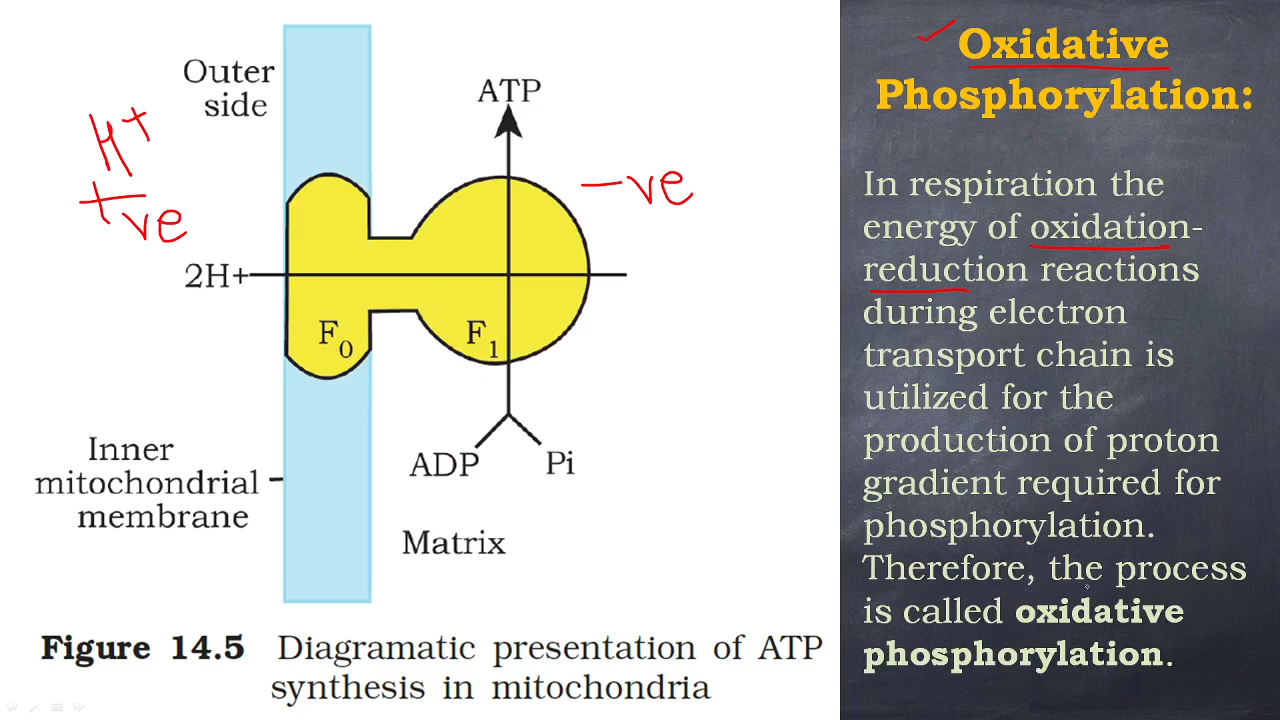 Outer
side
ATP
H+
+ve
-ve
2H+
F0
F1
Inner
mitochondrial
membrane
ADP
Pi
Matrix
Figure 14.5 Diagramatic presentation of ATP
synthesis in mitochondria
Oxidative
Phosphorylation:
In respiration the
energy of oxidation-
reduction reactions
during electron
transport chain is
utilized for the
production of proton
gradient required for
phosphorylation.
Therefore, the process
is called oxidative
phosphorylation.